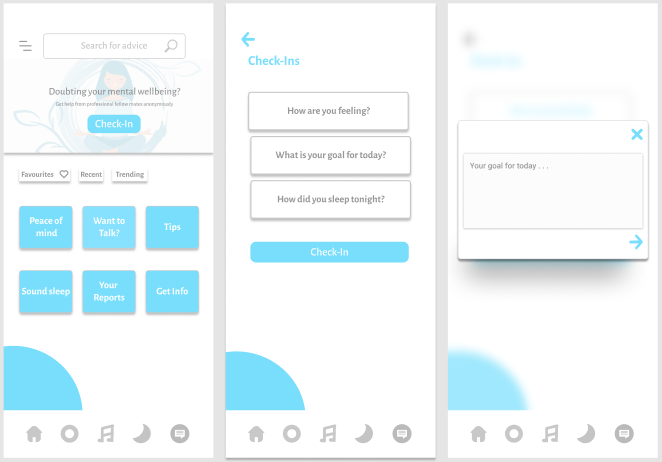 Search for advice
Doubting your mental wellbeing?
Get help from professional fellow mates anonymously
Check-In
Favourites
Recent
Trending
Peace of
mind
Want to
Talk?
Tips
Sound sleep
Your
Reports
Get Info
Check-Ins
How are you feeling?
What is your goal for today?
How did you sleep tonight?
Check-In
Your goal for today . . .